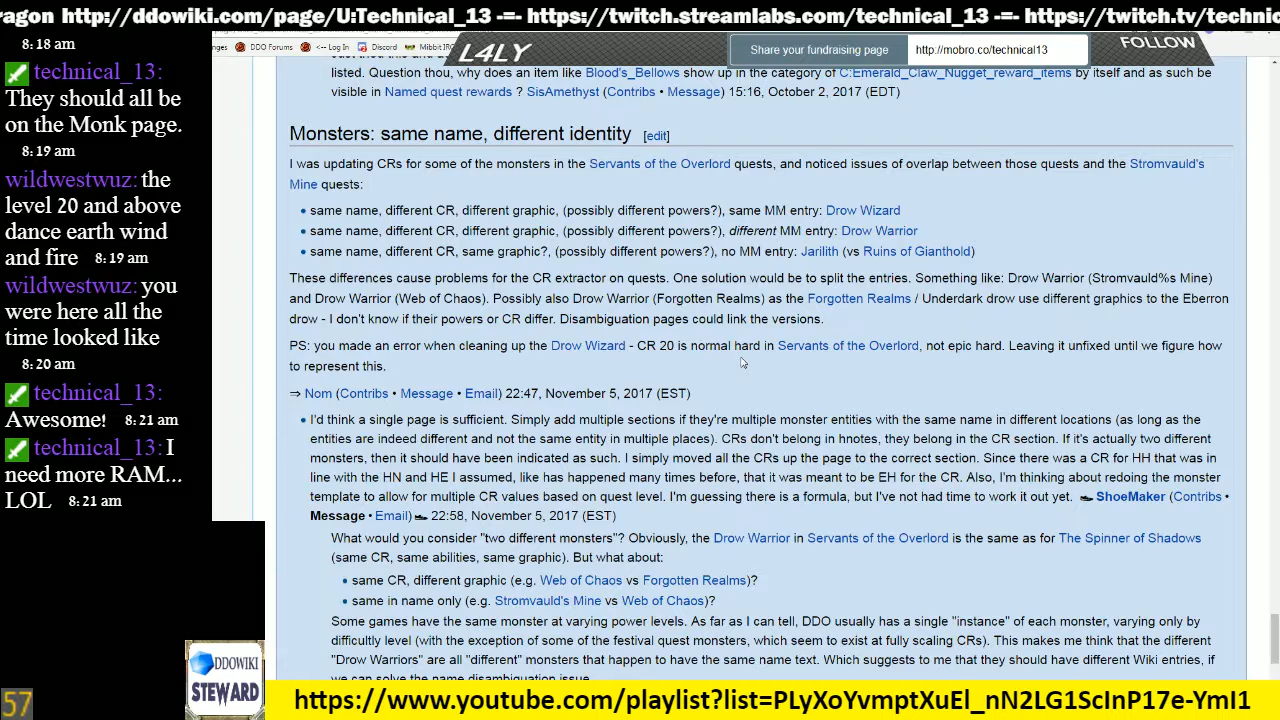 ragon http://ddowiki.com/page/U:Technical_13 -=- https://twitch.streamlabs.com/technical_13 -=- https://twitch.tv/technic
8:18 am
technical_13:
They should all be
on the Monk page.
8:19 am
wildwestwuz: the
level 20 and above
dance earth wind
and fire 8:19 am
wildwestwuz: you
were here all the
time looked like
8:20 am
technical_13:
Awesome! 8:21 am
technical_13: I
need more RAM...
LOL 8:21 am
nges DDO Forums <-- Log In Discord Mibbit IRC
L4LY
Share your fundraising page http://mobro.co/technical13
FOLLOW
listed. Question thou, why does an item like Blood's_Bellows show up in the category of C:Emerald_Claw_Nugget_reward_items by itself and as such be
visible in Named quest rewards ? SisAmethyst (Contribs • Message) 15:16, October 2, 2017 (EDT)
Monsters: same name, different identity [edit]
I was updating CRs for some of the monsters in the Servants of the Overlord quests, and noticed issues of overlap between those quests and the Stromvauld's
Mine quests:
• same name, different CR, different graphic, (possibly different powers?), same MM entry: Drow Wizard
• same name, different CR, different graphic, (possibly different powers?), different MM entry: Drow Warrior
• same name, different CR, same graphic?, (possibly different powers?), no MM entry: Jarilith (vs Ruins of Gianthold)
These differences cause problems for the CR extractor on quests. One solution would be to split the entries. Something like: Drow Warrior (Stromvauld%s Mine)
and Drow Warrior (Web of Chaos). Possibly also Drow Warrior (Forgotten Realms) as the Forgotten Realms / Underdark drow use different graphics to the Eberron
drow - I don't know if their powers or CR differ. Disambiguation pages could link the versions.
PS: you made an error when cleaning up the Drow Wizard - CR 20 is normal hard in Servants of the Overlord, not epic hard. Leaving it unfixed until we figure how
to represent this.
⇒ Nom (Contribs • Message • Email) 22:47, November 5, 2017 (EST)
• I'd think a single page is sufficient. Simply add multiple sections if they're multiple monster entities with the same name in different locations (as long as the
entities are indeed different and not the same entity in multiple places). CRs don't belong in hnotes, they belong in the CR section. If it's actually two different
monsters, then it should have been indicated as such. I simply moved all the CRs up the page to the correct section. Since there was a CR for HH that was in
line with the HN and HE I assumed, like has happened many times before, that it was meant to be EH for the CR. Also, I'm thinking about redoing the monster
template to allow for multiple CR values based on quest level. I'm guessing there is a formula, but I've not had time to work it out yet. ShoeMaker (Contribs •
Message • Email) 22:58, November 5, 2017 (EST)
What would you consider "two different monsters"? Obviously, the Drow Warrior in Servants of the Overlord is the same as for The Spinner of Shadows
(same CR, same abilities, same graphic). But what about:
• same CR, different graphic (e.g. Web of Chaos vs Forgotten Realms)?
• same in name only (e.g. Stromvauld's Mine vs Web of Chaos)?
Some games have the same monster at varying power levels. As far as I can tell, DDO usually has a single "instance" of each monster, varying only by
difficultly level (with the exception of some of the festival quest monsters, which seem to exist at fully scaling CRs). This makes me think that the different
"Drow Warriors" are all "different" monsters that happen to have the same name text. Which suggests to me that they should have different Wiki entries, if
we can solve the name disambiguation issue.
DDOWIKI
STEWARD
57
https://www.youtube.com/playlist?list=PLyXoYvmptXuEl_nN2LG1ScInP17e-YmI1